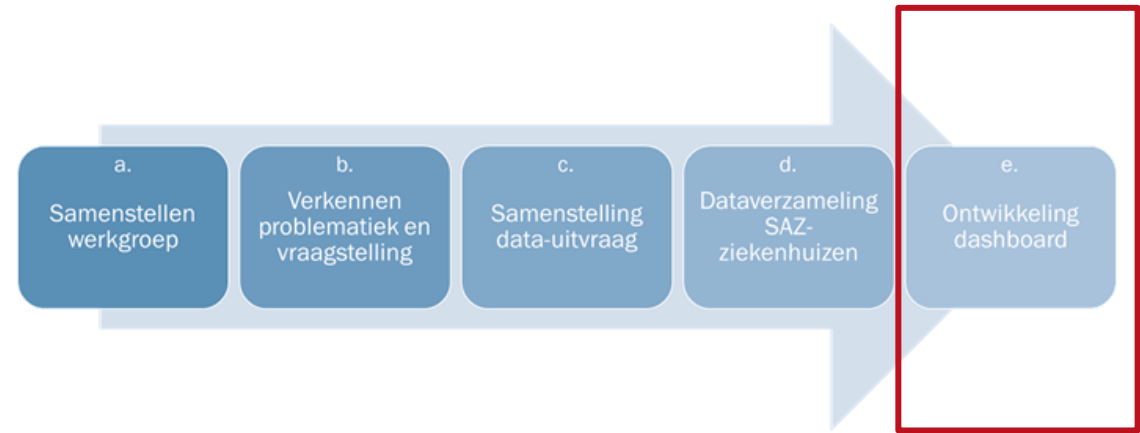 a.
Samenstellen
werkgroep
b.
Verkennen
problematiek en
vraagstelling
c.
Samenstelling
data-uitvraag
d.
Dataverzameling
SAZ-
ziekenhuizen
e.
Ontwikkeling
dashboard